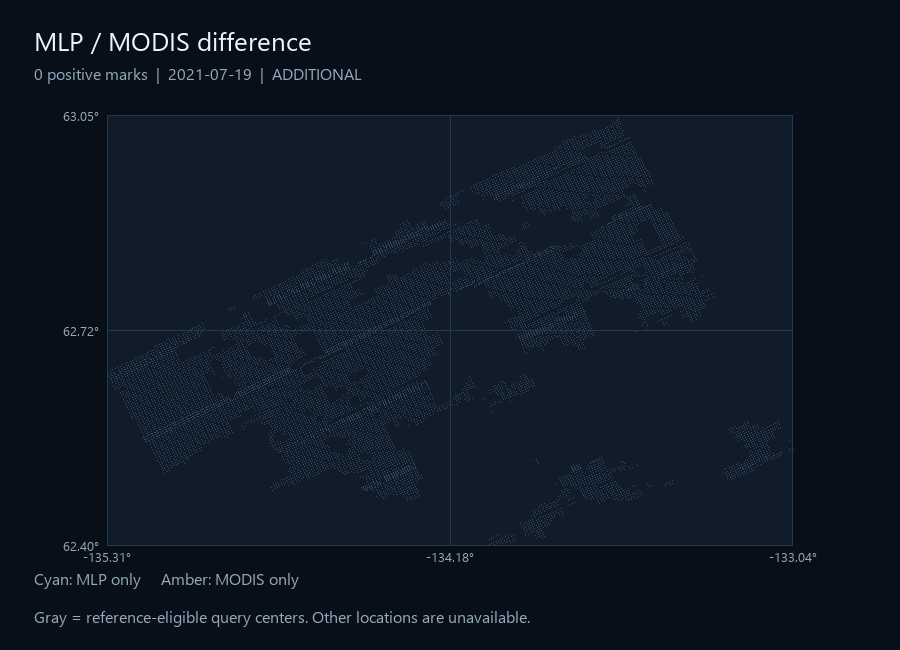 MLP / MODIS difference
0 positive marks | 2021-07-19 | ADDITIONAL
63.05°
62.72°
62.40°
-135.31°
-134.18°
-133.04°
Cyan: MLP only
Amber: MODIS only
Gray = reference-eligible query centers. Other locations are unavailable.